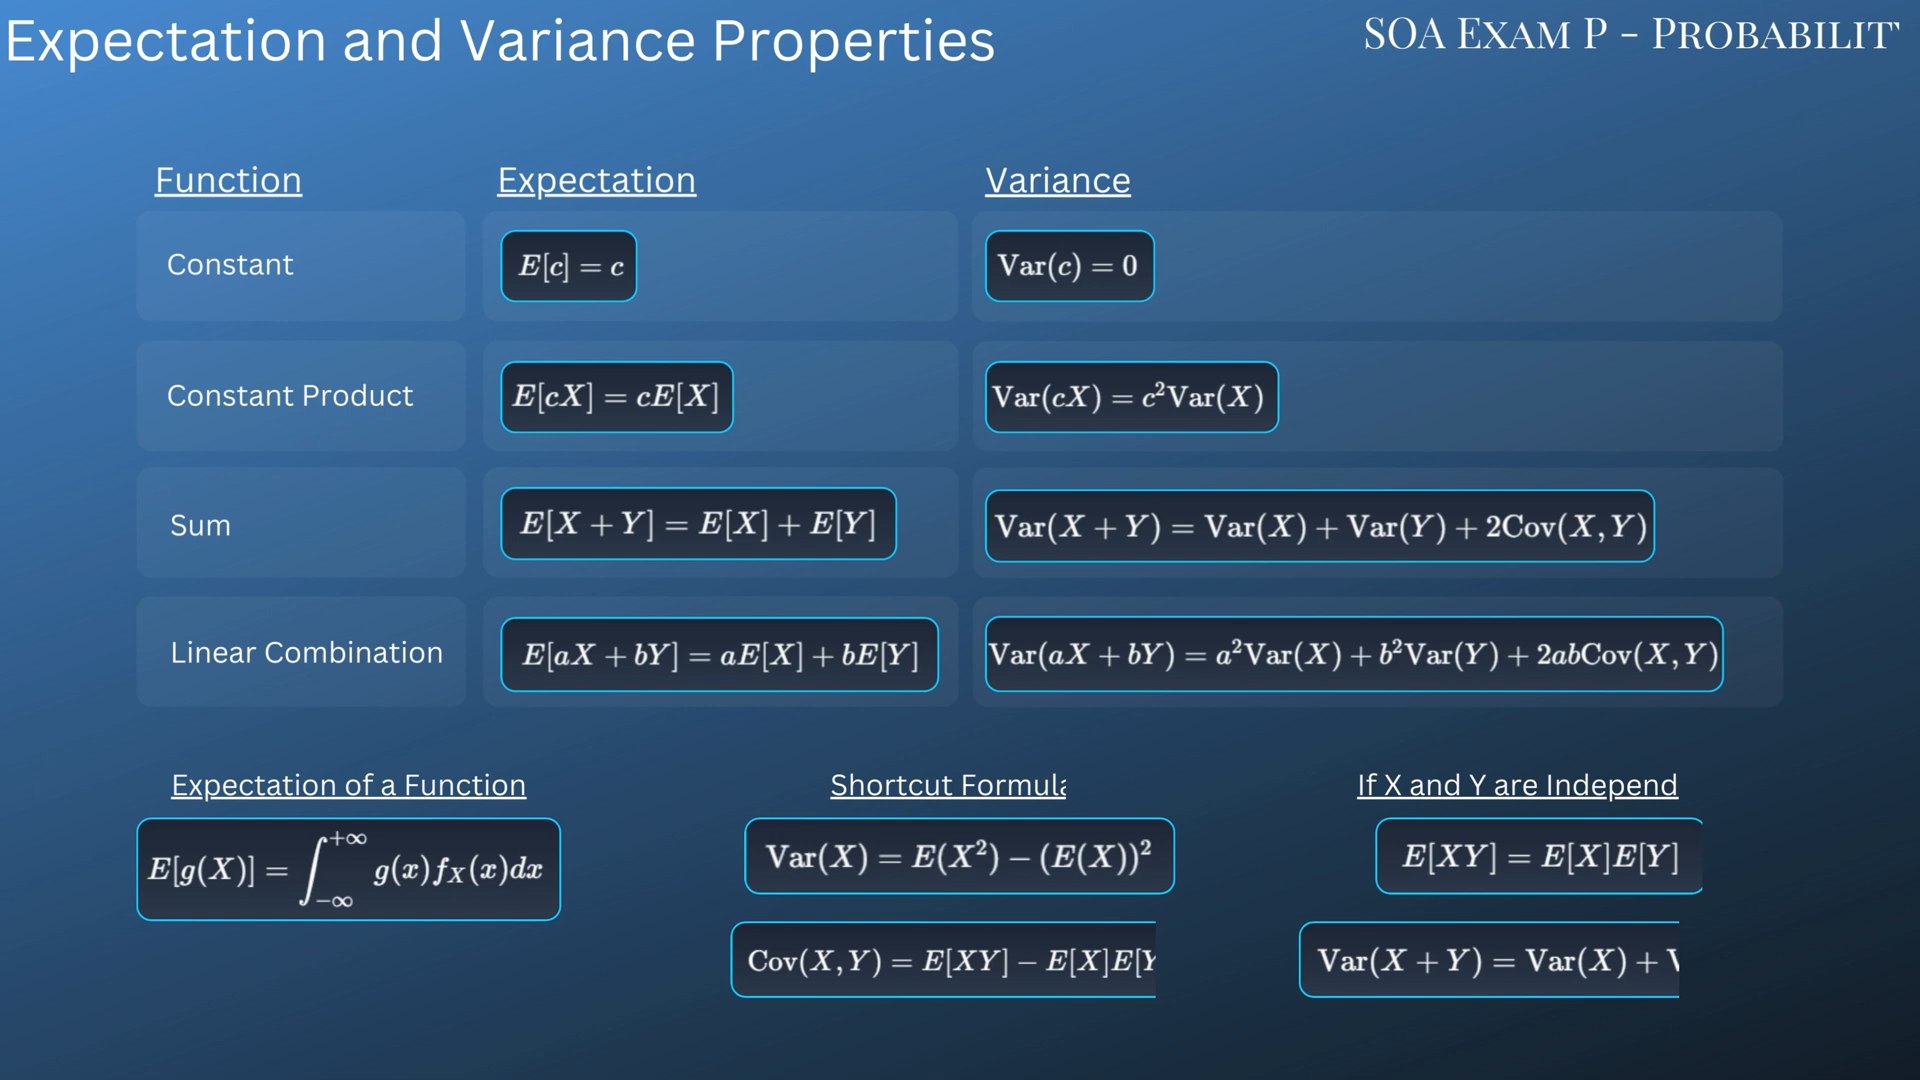 Expectation and Variance Properties
SOA Exam P - Probabilit
Function Expectation Variance
Constant E[c] = c Var(c) = 0
Constant Product E[cX] = cE[X] Var(cX) = c²Var(X)
Sum E[X + Y] = E[X] + E[Y] Var(X + Y) = Var(X) + Var(Y) + 2Cov(X, Y)
Linear Combination E[aX + bY] = aE[X] + bE[Y] Var(aX + bY) = a²Var(X) + b²Var(Y) + 2abCov(X, Y)
Expectation of a Function Shortcut Formula If X and Y are Independ
E[g(X)] = ∫_{-∞}^{+∞} g(x)f_X(x)dx
Var(X) = E(X²) − (E(X))²
E[XY] = E[X]E[Y]
Cov(X, Y) = E[XY] − E[X]E[Y
Var(X + Y) = Var(X) +